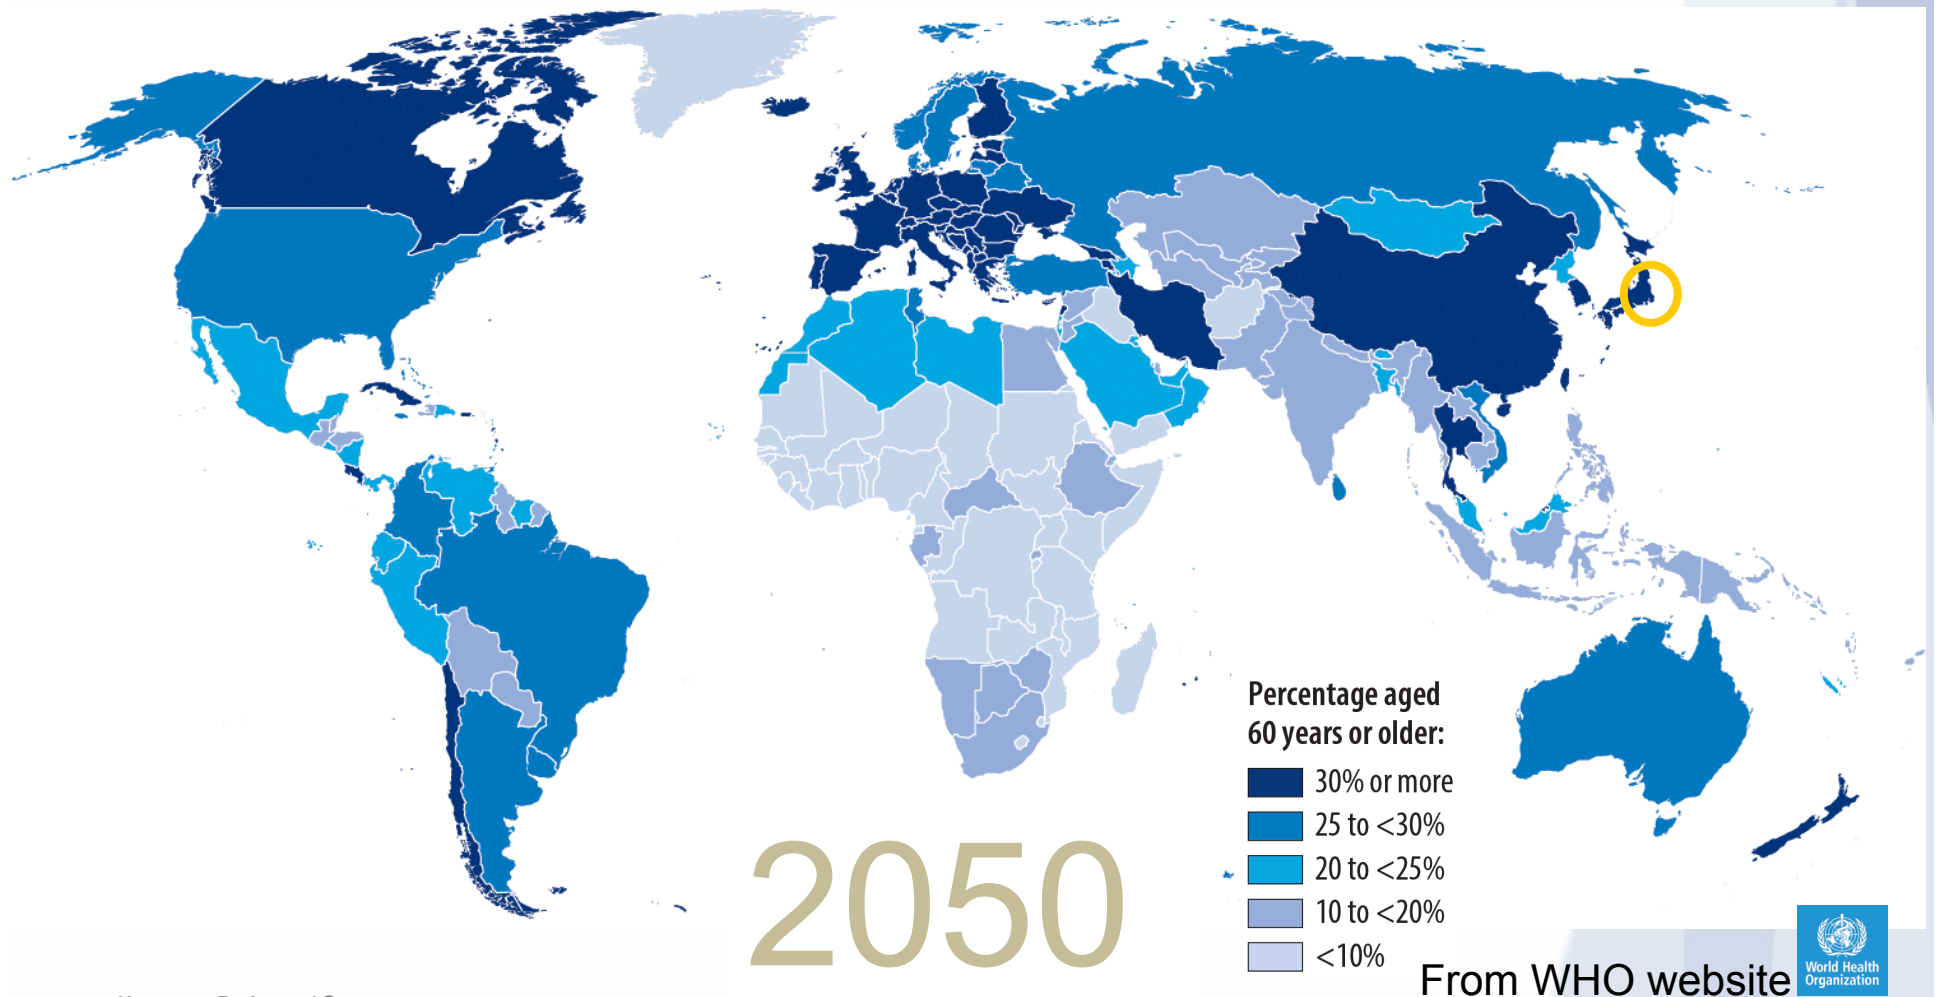 Percentage aged
60 years or older:
30% or more
25 to <30%
20 to <25%
10 to <20%
<10%
2050
From WHO website
World Health
Organization